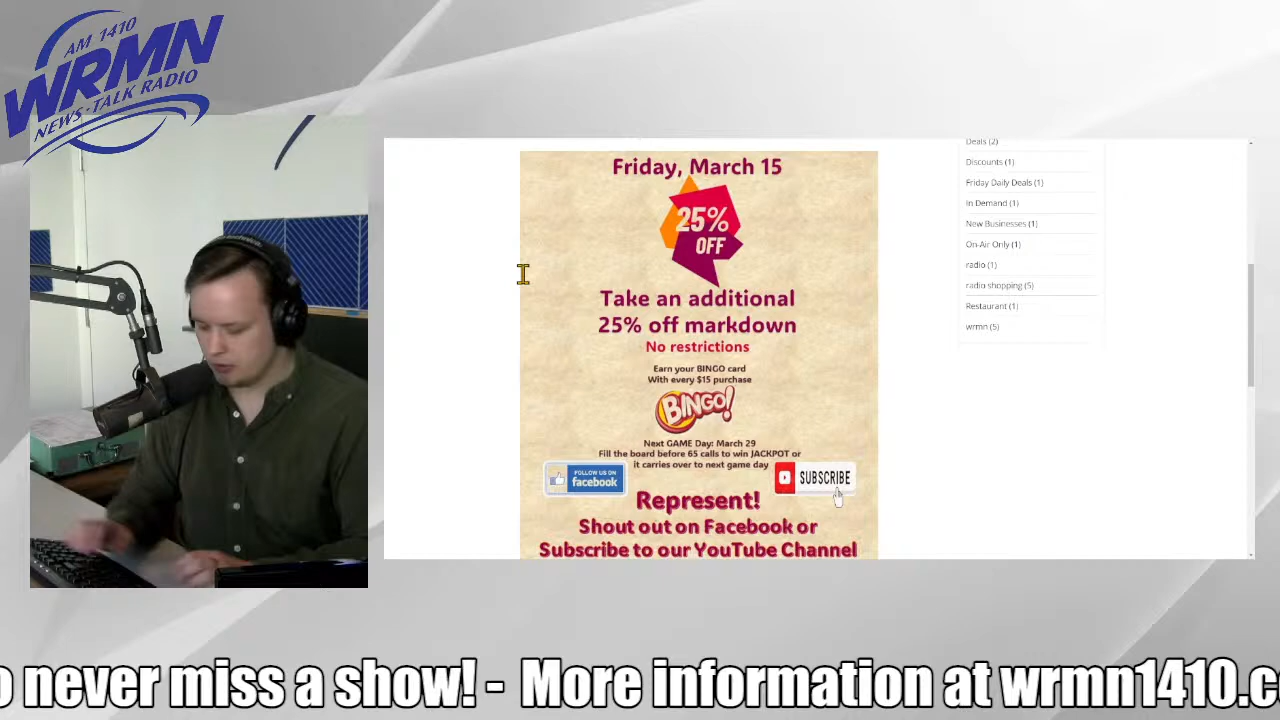 AM 1410
WRMN
NEWS-TALK RADIO
Friday, March 15
25%
OFF
Take an additional
25% off markdown
No restrictions
Earn your BINGO card
With every $15 purchase
BINGO!
Next GAME Day: March 29
Fill the board before 65 calls to win JACKPOT or
it carries over to next game day
FOLLOW US ON
facebook
SUBSCRIBE
Represent!
Shout out on Facebook or
Subscribe to our YouTube Channel
Deals (2)
Discounts (1)
Friday Daily Deals (1)
In Demand (1)
New Businesses (1)
On-Air Only (1)
radio (1)
radio shopping (5)
Restaurant (1)
wrmn (5)
audio-technica
never miss a show! - More information at wrmn1410.c